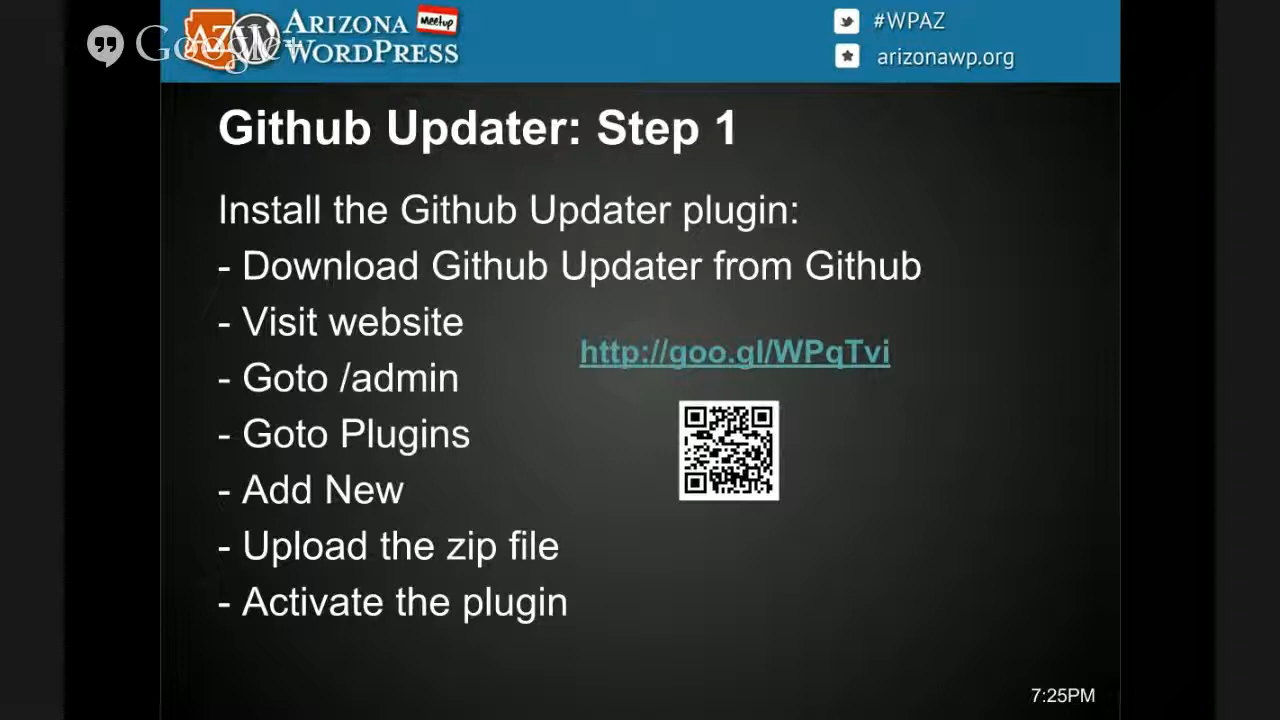 Google+
AZ W
ARIZONA
Meetup
WORDPRESS
#WPAZ
arizonawp.org
Github Updater: Step 1
Install the Github Updater plugin:
- Download Github Updater from Github
- Visit website
http://goo.gl/WPqTvi
- Goto /admin
- Goto Plugins
- Add New
- Upload the zip file
- Activate the plugin
7:25PM